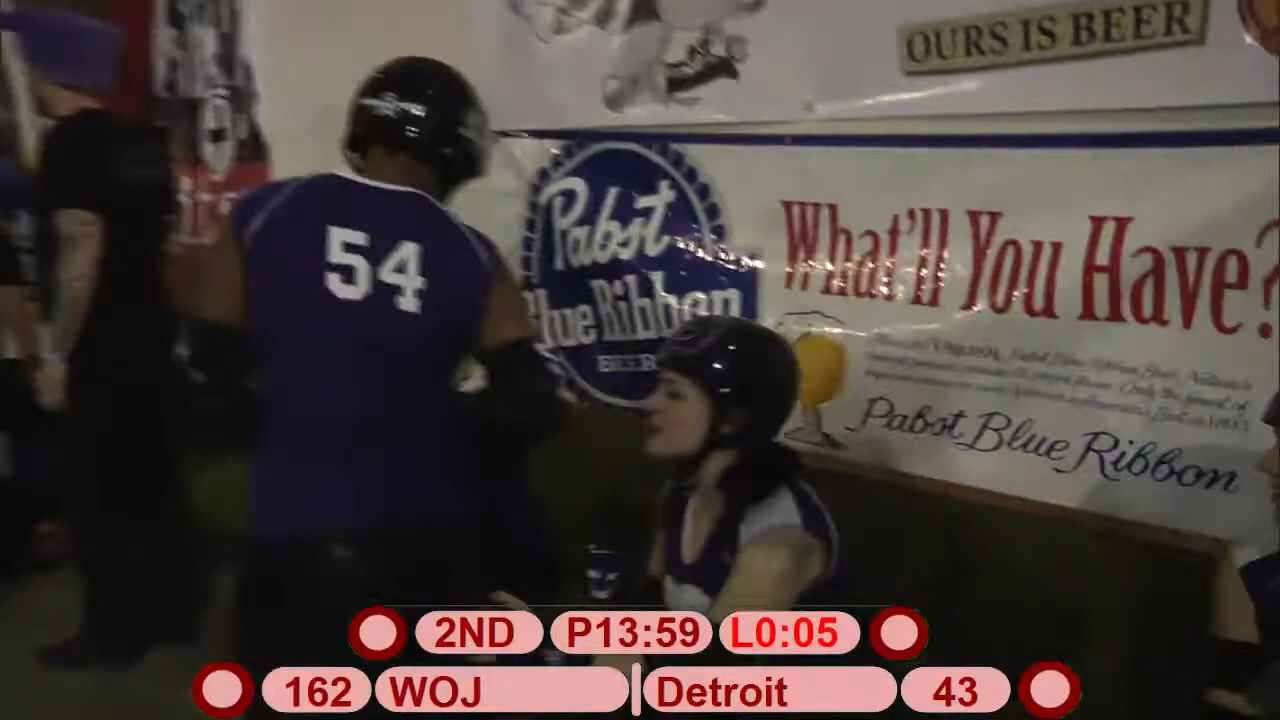 OURS IS BEER
54
Pabst
Blue Ribbon
BEER
What'll You Have?
ORIGINAL
Pabst Blue Ribbon
2ND P13:59 L0:05
162 WOJ Detroit 43